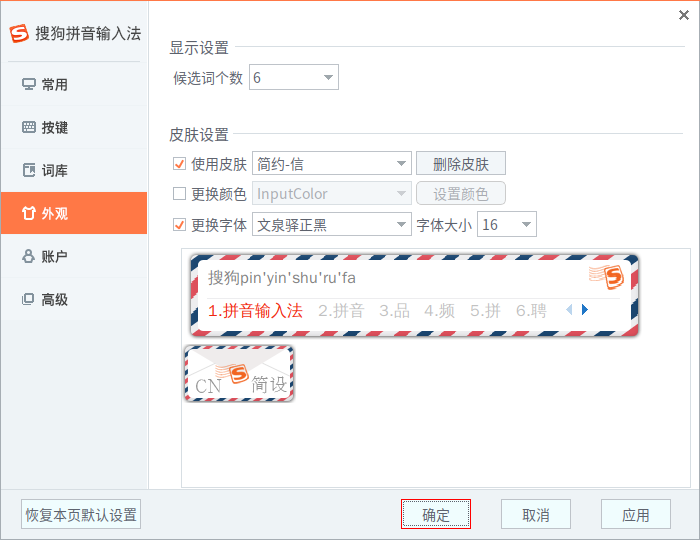 搜狗拼音输入法
常用
按键
词库
外观
账户
高级
显示设置
候选词个数 6
皮肤设置
使用皮肤 简约-信 删除皮肤
更换颜色 InputColor 设置颜色
更换字体 文泉驿正黑 字体大小 16
搜狗pin'yin'shu'ru'fa
1.拼音输入法 2.拼音 3.品 4.频 5.拼 6.聘
CN 简设
恢复本页默认设置 确定 取消 应用